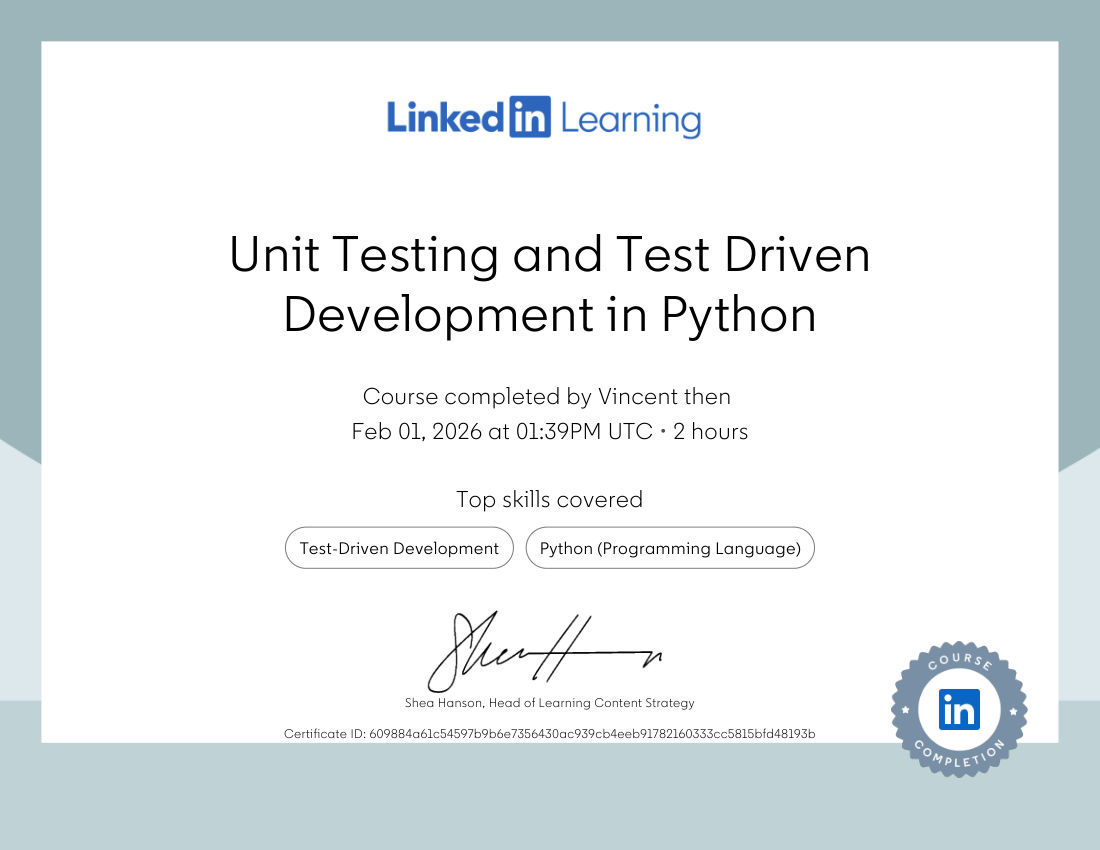 LinkedIn Learning
Unit Testing and Test Driven
Development in Python
Course completed by Vincent then
Feb 01, 2026 at 01:39PM UTC • 2 hours
Top skills covered
Test-Driven Development
Python (Programming Language)
Shea Hanson, Head of Learning Content Strategy
Certificate ID: 609884a61c54597b9b6e7356430ac939cb4eeb91782160333cc5815bfd48193b
COURSE
in
COMPLETION